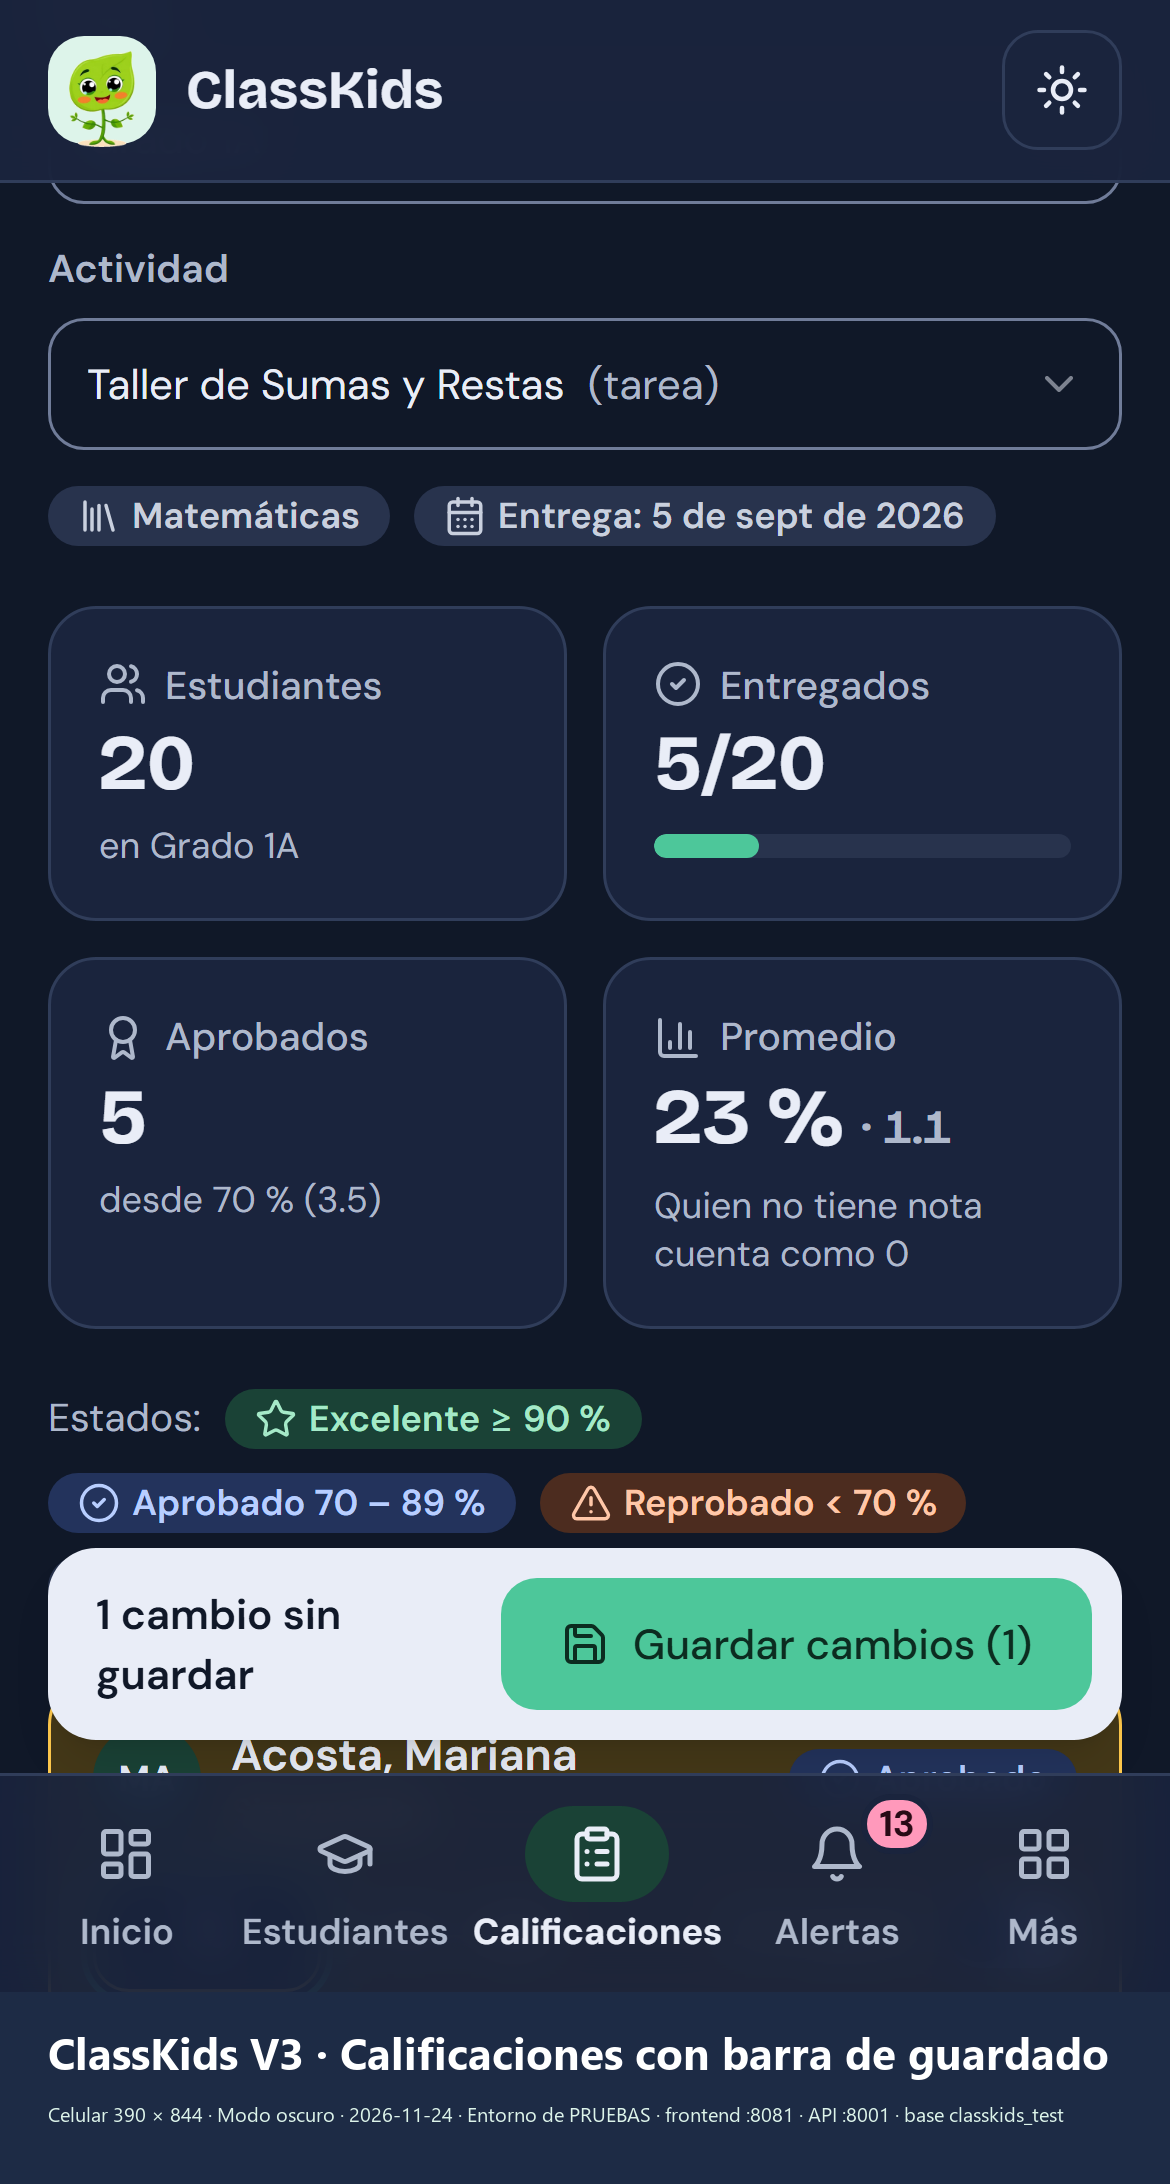 ClassKids
Actividad
Taller de Sumas y Restas (tarea)
Matemáticas
Entrega: 5 de sept de 2026
Estudiantes
20
en Grado 1A
Entregados
5/20
Aprobados
5
desde 70 % (3.5)
Promedio
23 % · 1.1
Quien no tiene nota
cuenta como 0
Estados:
Excelente ≥ 90 %
Aprobado 70 – 89 %
Reprobado < 70 %
1 cambio sin
guardar
Guardar cambios (1)
MA
Acosta, Mariana
Aprobado
13
Inicio
Estudiantes
Calificaciones
Alertas
Más
ClassKids V3 · Calificaciones con barra de guardado
Celular 390 × 844 · Modo oscuro · 2026-11-24 · Entorno de PRUEBAS · frontend :8081 · API :8001 · base classkids_test